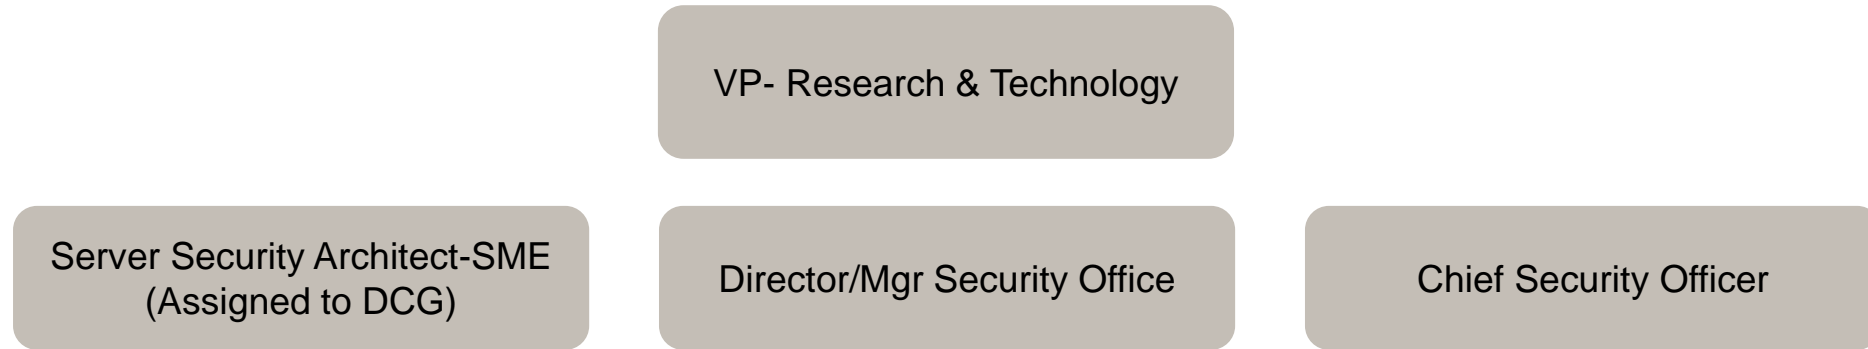 VP- Research & Technology
Server Security Architect-SME
(Assigned to DCG)
Director/Mgr Security Office
Chief Security Officer